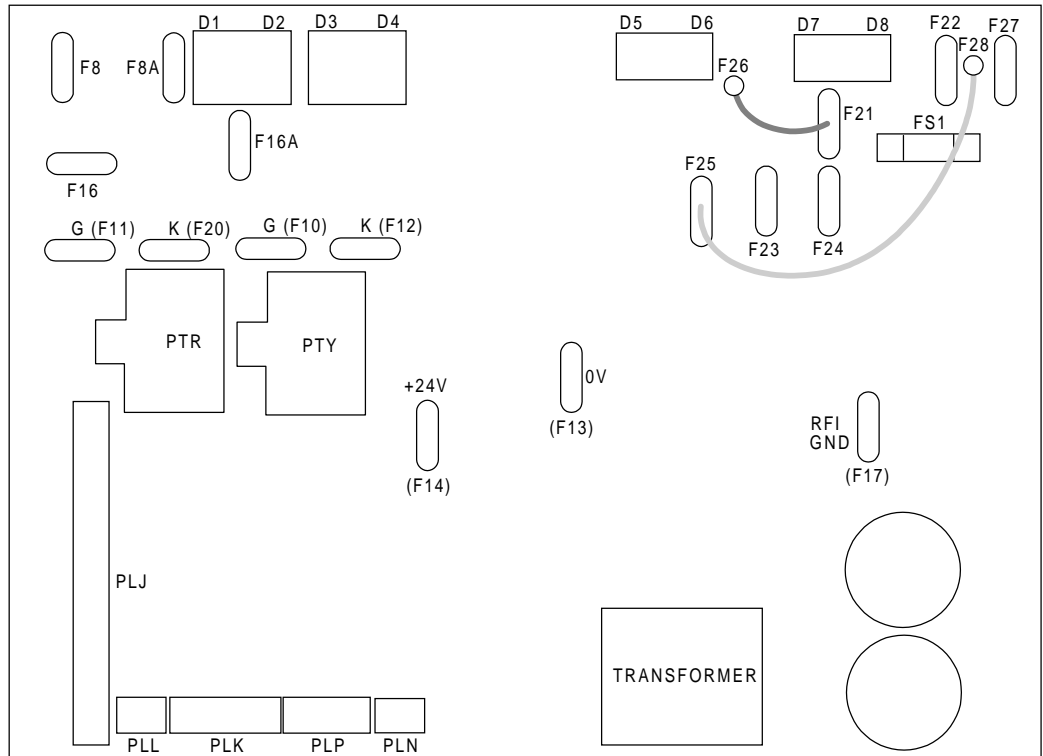 D1 D2 D3 D4 D5 D6 D7 D8 F22 F27
F28
F8 F8A F26
F21
F16A FS1
F25
F16
G (F11) K (F20) G (F10) K (F12)
F23 F24
PTR PTY
+24V 0V
(F13)
RFI
GND
(F14) (F17)
PLJ
TRANSFORMER
PLL PLK PLP PLN